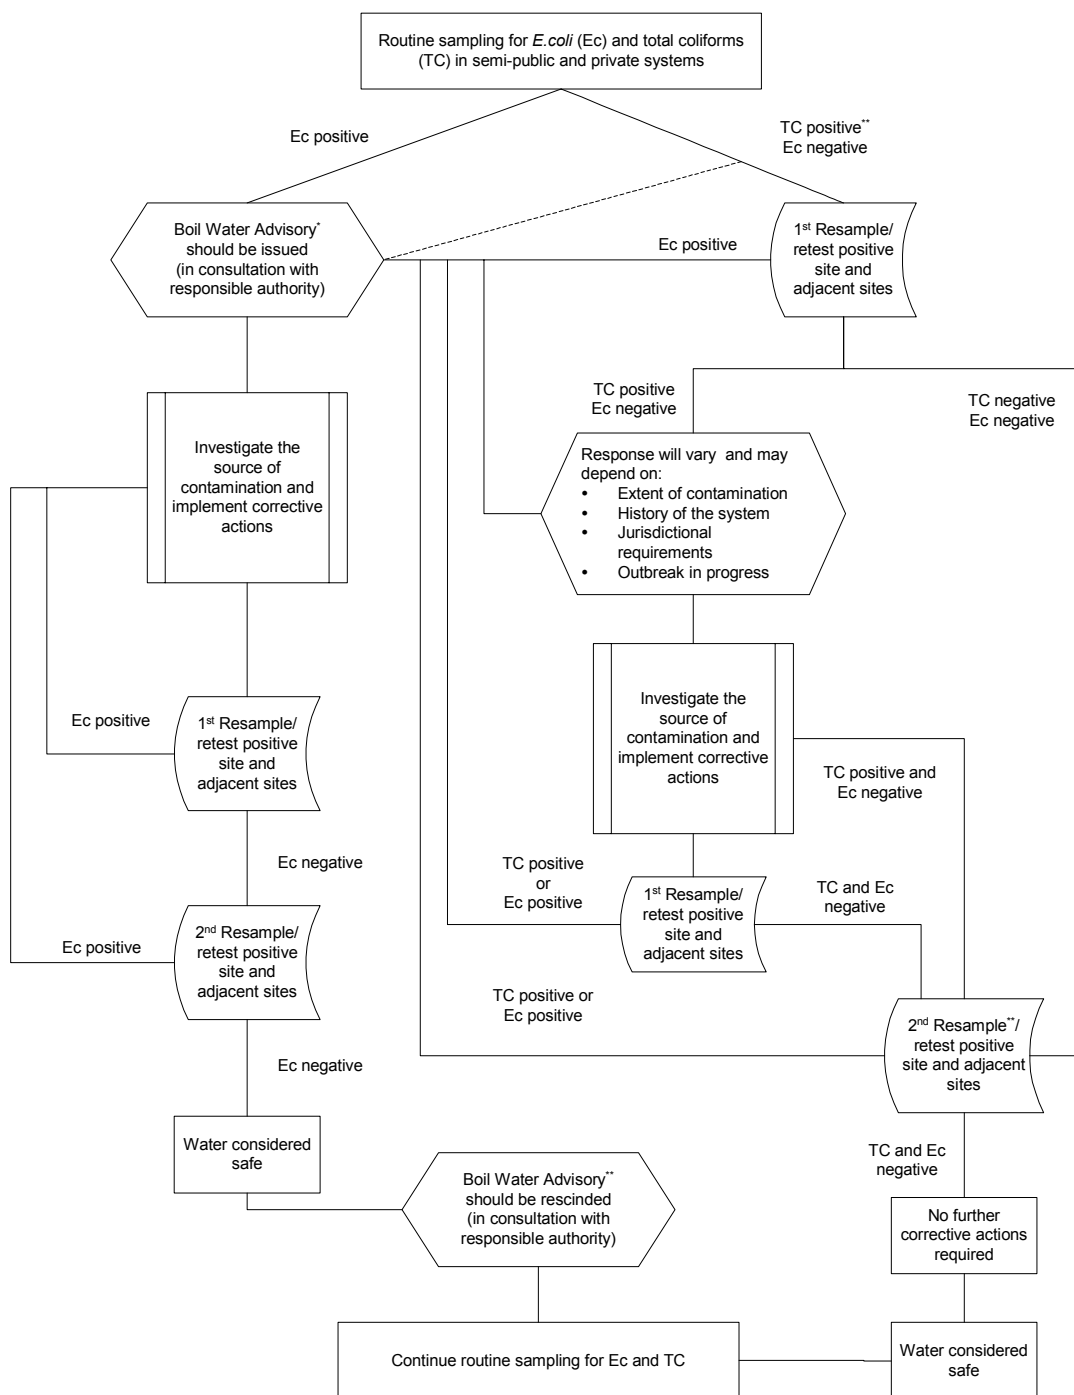 Routine sampling for E.coli (Ec) and total coliforms
(TC) in semi-public and private systems
Ec positive
TC positive**
Ec negative
Boil Water Advisory*
should be issued
(in consultation with
responsible authority)
Ec positive
1st Resample/
retest positive
site and
adjacent sites
TC positive
Ec negative
TC negative
Ec negative
Investigate the
source of
contamination and
implement corrective
actions
Response will vary and may
depend on:
• Extent of contamination
• History of the system
• Jurisdictional
requirements
• Outbreak in progress
Investigate the
source of
contamination and
implement corrective
actions
Ec positive
1st Resample/
retest positive
site and
adjacent sites
TC positive and
Ec negative
Ec negative
TC positive
or
Ec positive
1st Resample/
retest positive
site and
adjacent sites
TC and Ec
negative
Ec positive
2nd Resample/
retest positive
site and
adjacent sites
TC positive or
Ec positive
2nd Resample**/
retest positive
site and adjacent
sites
Ec negative
Water considered
safe
TC and Ec
negative
Boil Water Advisory**
should be rescinded
(in consultation with
responsible authority)
No further
corrective actions
required
Continue routine sampling for Ec and TC
Water considered
safe